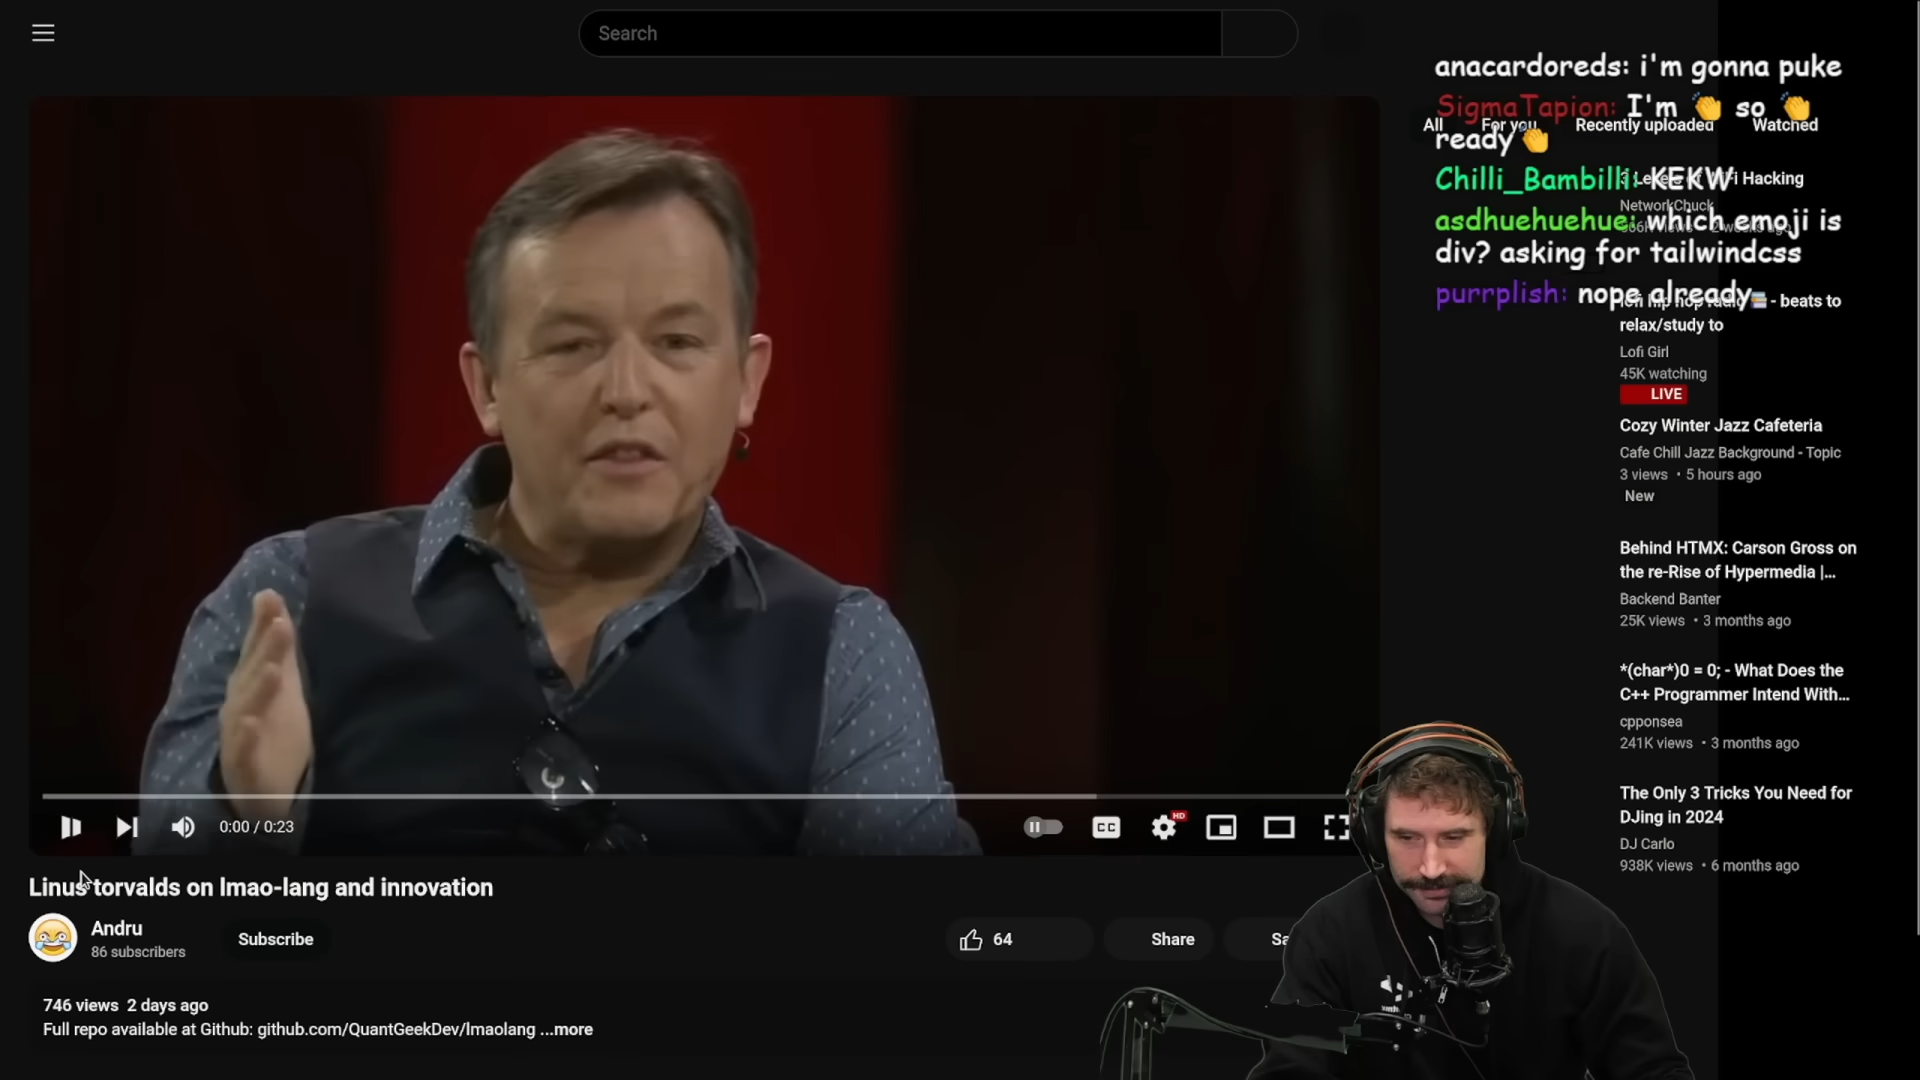 Search
anacardoreds: i'm gonna puke
SigmaTapion: I'm 👏 so 👏
ready 👏
All For you Recently uploaded Watched
Chilli_Bambilli: KEKW
Hacking
NetworkChuck
asdhuehuehue: which emoji is
div? asking for tailwindcss
purrplish: nope already
- beats to
relax/study to
Lofi Girl
45K watching
LIVE
Cozy Winter Jazz Cafeteria
Cafe Chill Jazz Background - Topic
3 views • 5 hours ago
New
Behind HTMX: Carson Gross on
the re-Rise of Hypermedia |...
Backend Banter
25K views • 3 months ago
*(char*)0 = 0; - What Does the
C++ Programmer Intend With...
cpponsea
241K views • 3 months ago
The Only 3 Tricks You Need for
DJing in 2024
DJ Carlo
938K views • 6 months ago
0:00 / 0:23
CC
HD
Linus torvalds on lmao-lang and innovation
Andru
86 subscribers
Subscribe
64
Share
746 views 2 days ago
Full repo available at Github: github.com/QuantGeekDev/lmaolang ...more